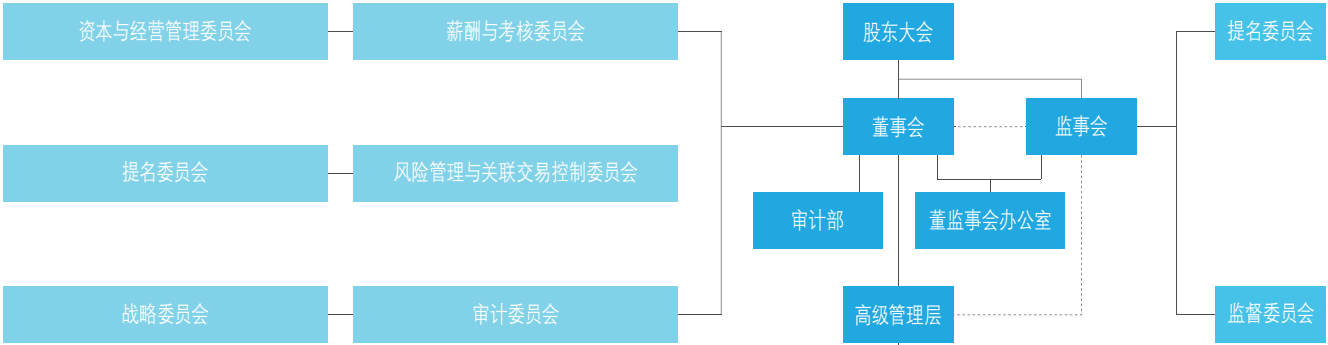 资本与经营管理委员会
薪酬与考核委员会
股东大会
提名委员会
董事会
监事会
提名委员会
风险管理与关联交易控制委员会
审计部
董监事会办公室
战略委员会
审计委员会
高级管理层
监督委员会